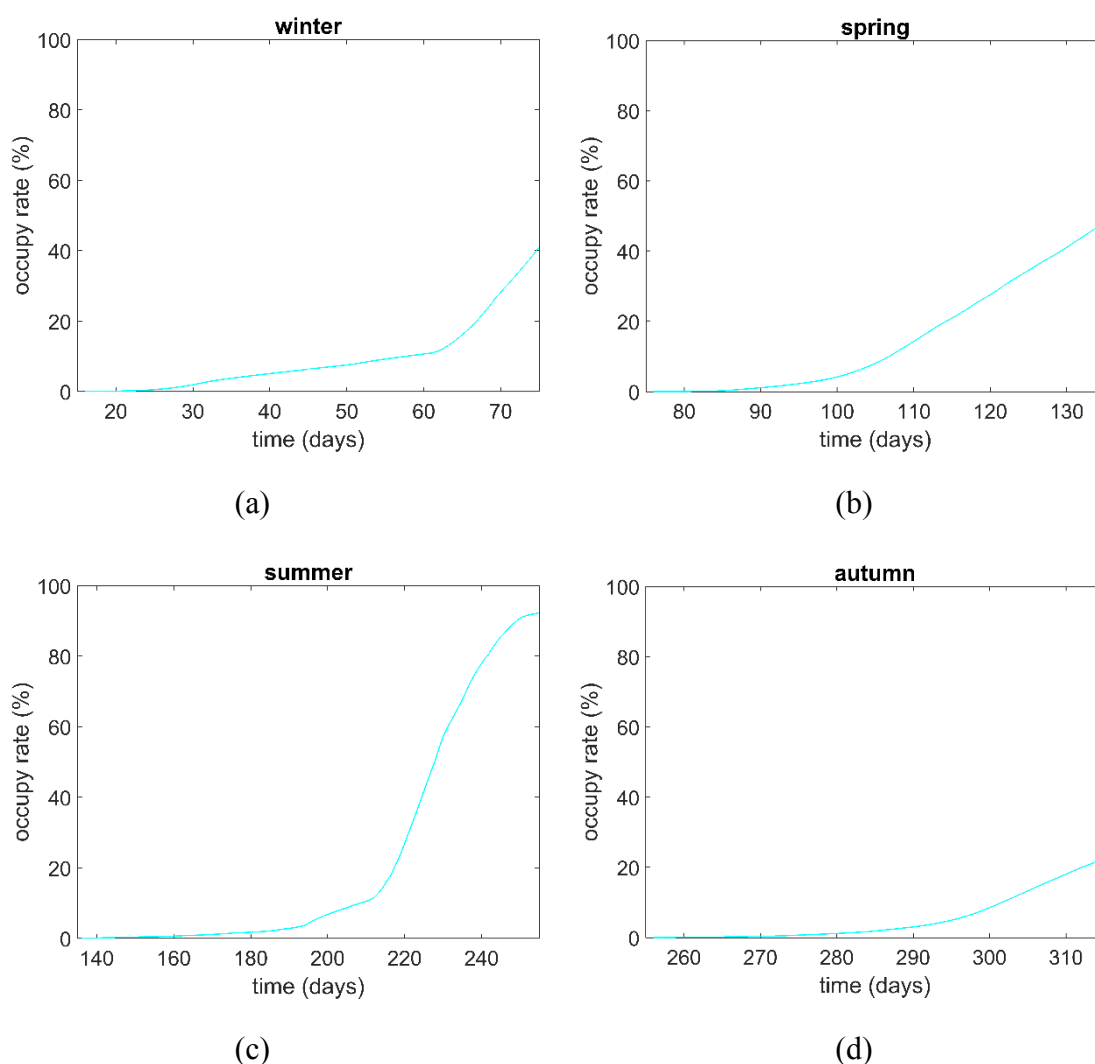 winter
100
80
60
40
20
0
occupy rate (%)
20 30 40 50 60 70
time (days)
(a)
spring
100
80
60
40
20
0
occupy rate (%)
80 90 100 110 120 130
time (days)
(b)
summer
100
80
60
40
20
0
occupy rate (%)
140 160 180 200 220 240
time (days)
(c)
autumn
100
80
60
40
20
0
occupy rate (%)
260 270 280 290 300 310
time (days)
(d)